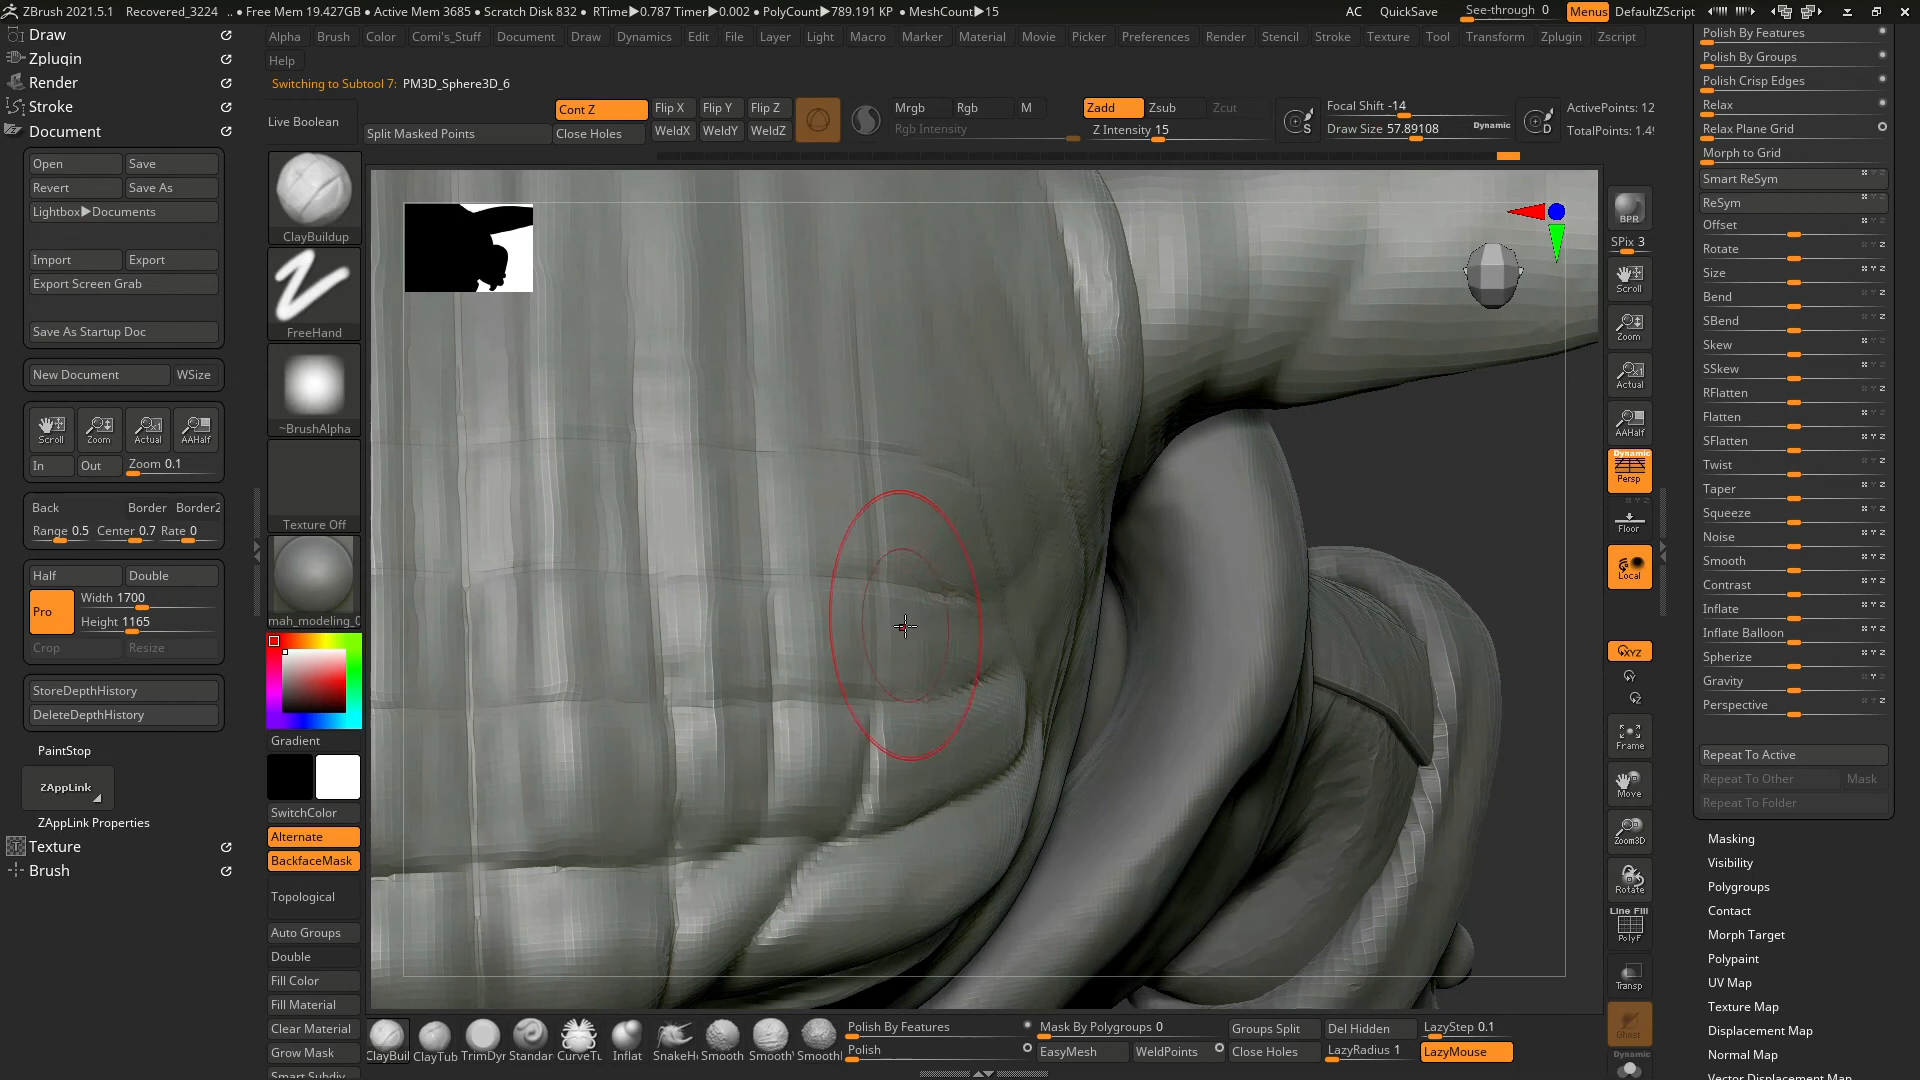 ZBrush 2021.5.1 Recovered_3224 .. • Free Mem 19.427GB • Active Mem 3685 • Scratch Disk 832 • RTime▶0.787 Timer▶0.002 • PolyCount▶789.191 KP • MeshCount▶15
AC QuickSave See-through 0 Menus DefaultZScript
Alpha Brush Color Comi's_Stuff Document Draw Dynamics Edit File Layer Light Macro Marker Material Movie Picker Preferences Render Stencil Stroke Texture Tool Transform Zplugin Zscript
Help
Switching to Subtool 7: PM3D_Sphere3D_6
Live Boolean
Split Masked Points
Cont Z
Close Holes
Flip X Flip Y Flip Z
WeldX WeldY WeldZ
Mrgb Rgb M
Rgb Intensity
Zadd Zsub Zcut
Z Intensity 15
S
Focal Shift -14
Draw Size 57.89108 Dynamic
D
ActivePoints: 12
TotalPoints: 1.49
Draw
Zplugin
Render
Stroke
Document
Open Save
Revert Save As
Lightbox▶Documents
Import Export
Export Screen Grab
Save As Startup Doc
New Document WSize
Scroll Zoom Actual AAHalf
In Out Zoom 0.1
Back Border Border2
Range 0.5 Center 0.7 Rate 0
Half Double
Pro
Width 1700
Height 1165
Crop Resize
StoreDepthHistory
DeleteDepthHistory
PaintStop
ZAppLink
ZAppLink Properties
Texture
Brush
ClayBuildup
FreeHand
~BrushAlpha
Texture Off
mah_modeling_0
Gradient
SwitchColor
Alternate
BackfaceMask
Topological
Auto Groups
Double
Fill Color
Fill Material
Clear Material
Grow Mask
Smart Subdiv
ClayBuil ClayTub TrimDyr Standar CurveTu Inflat SnakeHo Smooth Smooth Smooth
Polish By Features
Polish
Mask By Polygroups 0
EasyMesh WeldPoints
Groups Split Del Hidden
Close Holes
LazyStep 0.1
LazyRadius 1 LazyMouse
BPR
SPix 3
Scroll
Zoom
Actual
AAHalf
Dynamic
Persp
Floor
Local
XYZ
Frame
Move
Zoom3D
Rotate
Line Fill
PolyF
Transp
Ghost
Dynamic
Polish By Features
Polish By Groups
Polish Crisp Edges
Relax
Relax Plane Grid
Morph to Grid
Smart ReSym
ReSym
Offset
Rotate
Size
Bend
SBend
Skew
SSkew
RFlatten
Flatten
SFlatten
Twist
Taper
Squeeze
Noise
Smooth
Contrast
Inflate
Inflate Balloon
Spherize
Gravity
Perspective
Repeat To Active
Repeat To Other Mask
Repeat To Folder
Masking
Visibility
Polygroups
Contact
Morph Target
Polypaint
UV Map
Texture Map
Displacement Map
Normal Map
Vector Displacement Map